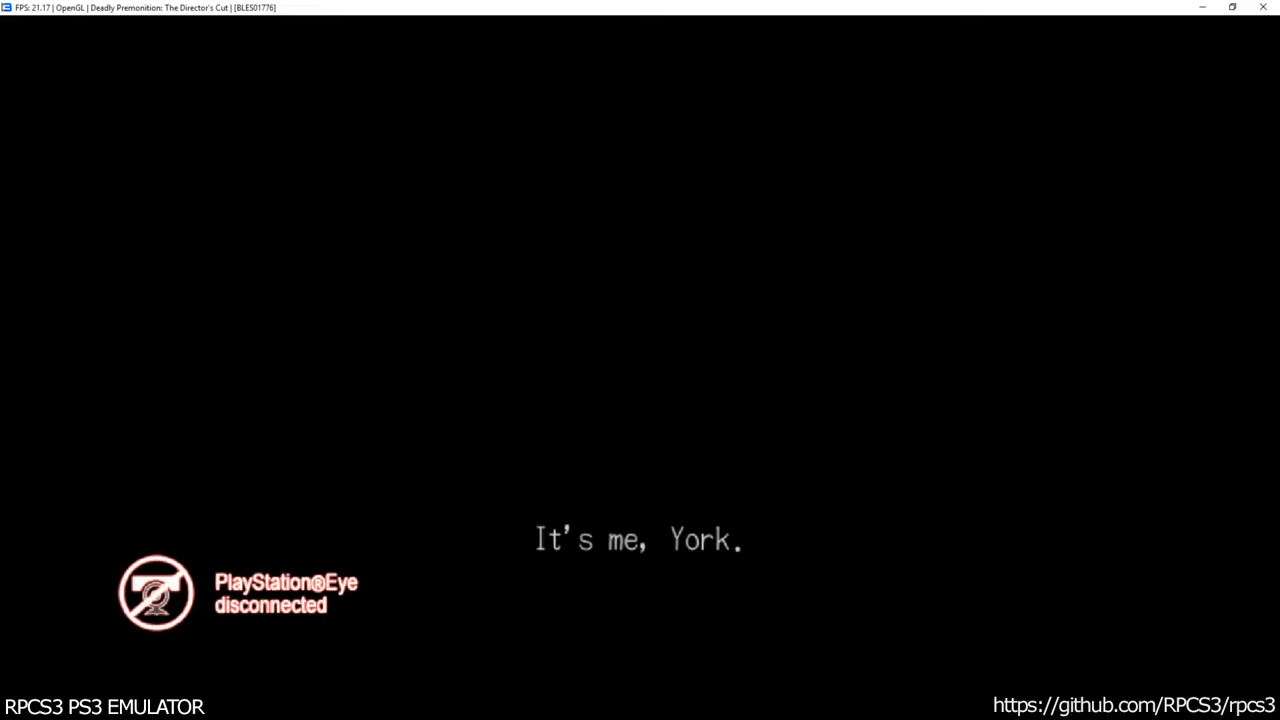 FPS: 21.17 | OpenGL | Deadly Premonition: The Director's Cut | [BLES01776]
It's me, York.
PlayStation®Eye
disconnected
RPCS3 PS3 EMULATOR
https://github.com/RPCS3/rpcs3